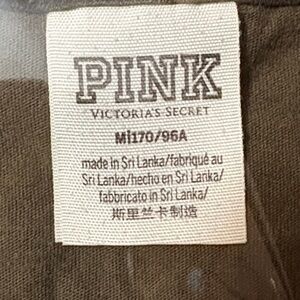 PINK
VICTORIA'S SECRET
M|170/96A
made in Sri Lanka/fabriqué au
Sri Lanka/hecho en Sri Lanka/
fabbricato in Sri Lanka/
斯里兰卡制造